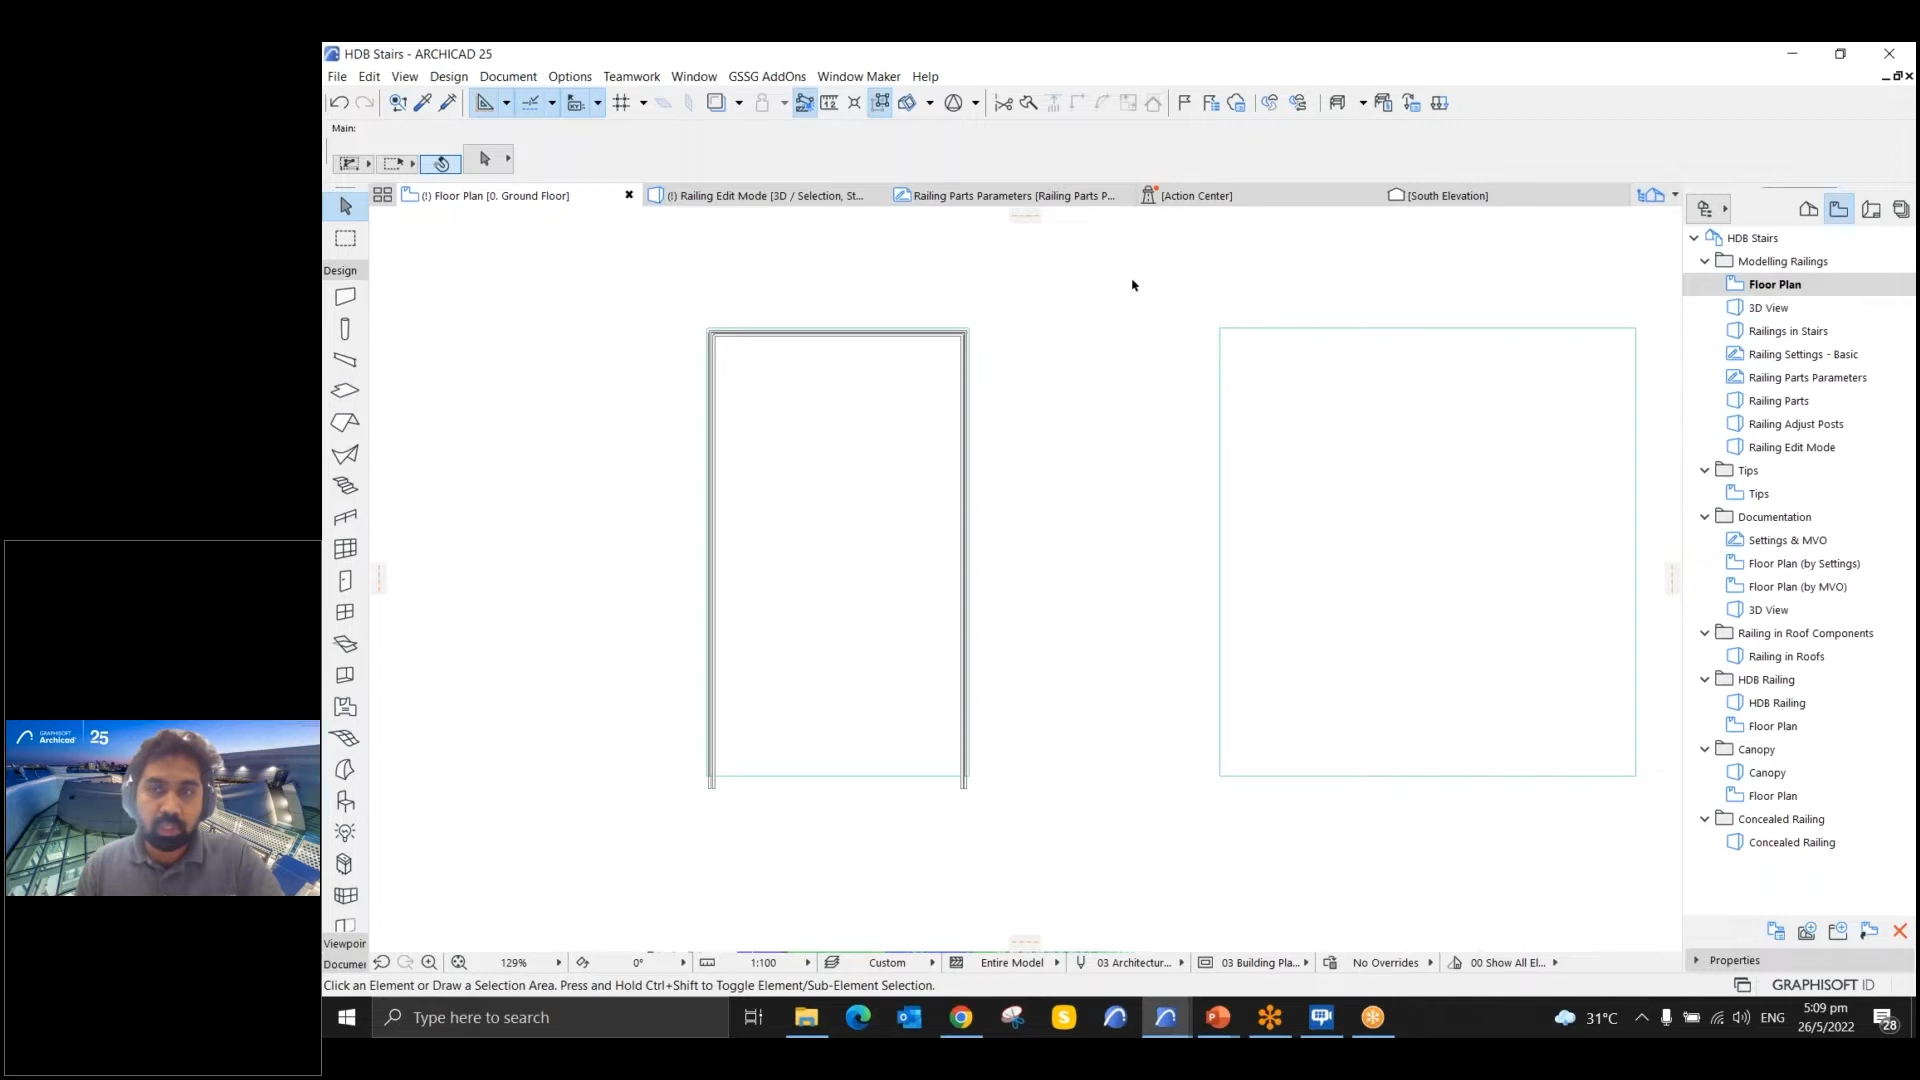 HDB Stairs - ARCHICAD 25
File Edit View Design Document Options Teamwork Window GSSG AddOns Window Maker Help
Main:
(!) Floor Plan [0. Ground Floor]
(!) Railing Edit Mode [3D / Selection, St...
Railing Parts Parameters [Railing Parts P...
[Action Center]
[South Elevation]
Design
HDB Stairs
Modelling Railings
Floor Plan
3D View
Railings in Stairs
Railing Settings - Basic
Railing Parts Parameters
Railing Parts
Railing Adjust Posts
Railing Edit Mode
Tips
Tips
Documentation
Settings & MVO
Floor Plan (by Settings)
Floor Plan (by MVO)
3D View
Railing in Roof Components
Railing in Roofs
HDB Railing
HDB Railing
Floor Plan
Canopy
Canopy
Floor Plan
Concealed Railing
Concealed Railing
GRAPHISOFT
Archicad 25
Viewpoir
Documer
129% 0° 1:100 Custom Entire Model 03 Architectur... 03 Building Pla... No Overrides 00 Show All El...
Properties
Click an Element or Draw a Selection Area. Press and Hold Ctrl+Shift to Toggle Element/Sub-Element Selection.
GRAPHISOFT ID
Type here to search
31°C
ENG
5:09 pm
26/5/2022
28